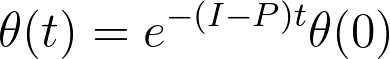 θ(t) = e^{-(I-P)t}θ(0)